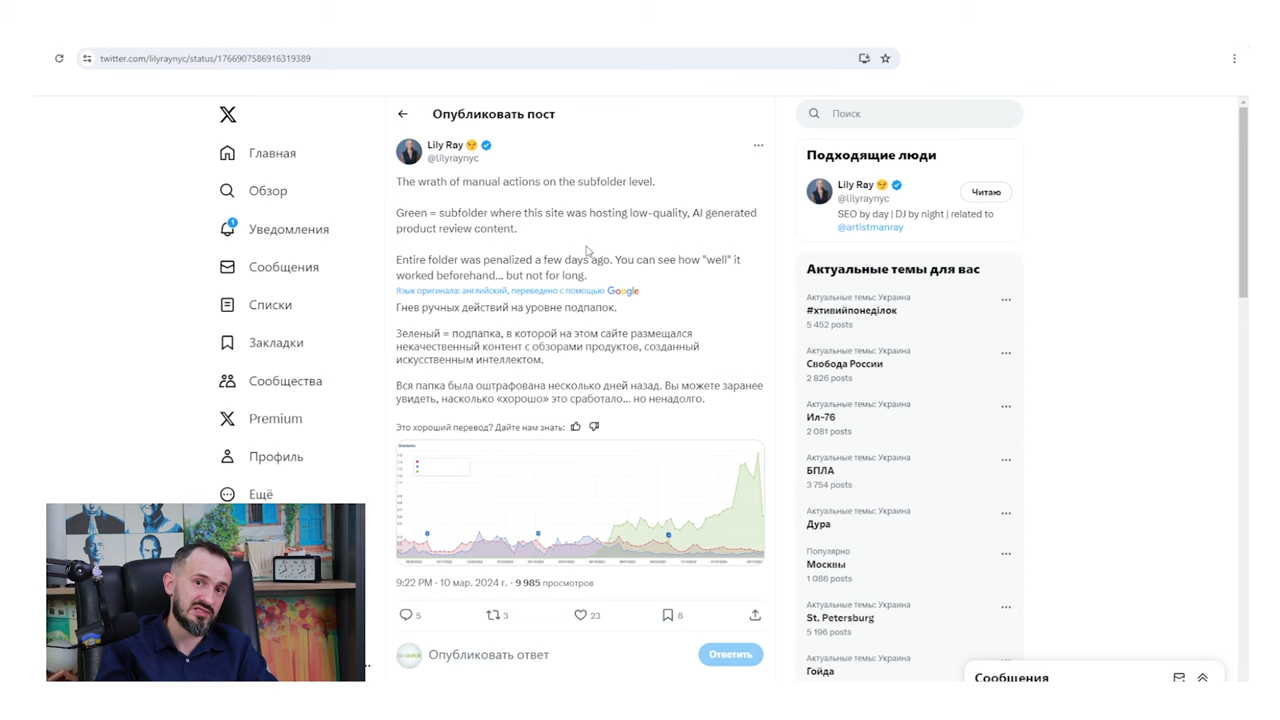 twitter.com/lilyraynyc/status/1766907586916319389
Главная
Обзор
1
Уведомления
Сообщения
Списки
Закладки
Сообщества
Premium
Профиль
Ещё
Опубликовать пост
Lily Ray
@lilyraynyc
The wrath of manual actions on the subfolder level.
Green = subfolder where this site was hosting low-quality, AI generated
product review content.
Entire folder was penalized a few days ago. You can see how "well" it
worked beforehand... but not for long.
Язык оригинала: английский, переведено с помощью Google
Гнев ручных действий на уровне подпапок.
Зеленый = подпапка, в которой на этом сайте размещался
некачественный контент с обзорами продуктов, созданный
искусственным интеллектом.
Вся папка была оштрафована несколько дней назад. Вы можете заранее
увидеть, насколько «хорошо» это сработало... но ненадолго.
Это хороший перевод? Дайте нам знать:
9:22 PM · 10 мар. 2024 г. · 9 985 просмотров
5
3
23
8
Опубликовать ответ
Ответить
Поиск
Подходящие люди
Lily Ray
@lilyraynyc
Читаю
SEO by day | DJ by night | related to
@artistmanray
Актуальные темы для вас
Актуальные темы: Украина
#хтивийпонеділок
5 452 posts
Актуальные темы: Украина
Свобода России
2 826 posts
Актуальные темы: Украина
Ил-76
2 081 posts
Актуальные темы: Украина
БПЛА
3 754 posts
Актуальные темы: Украина
Дура
Популярно
Москвы
1 086 posts
Актуальные темы: Украина
St. Petersburg
5 196 posts
Актуальные темы: Украина
Гойда
Сообщения